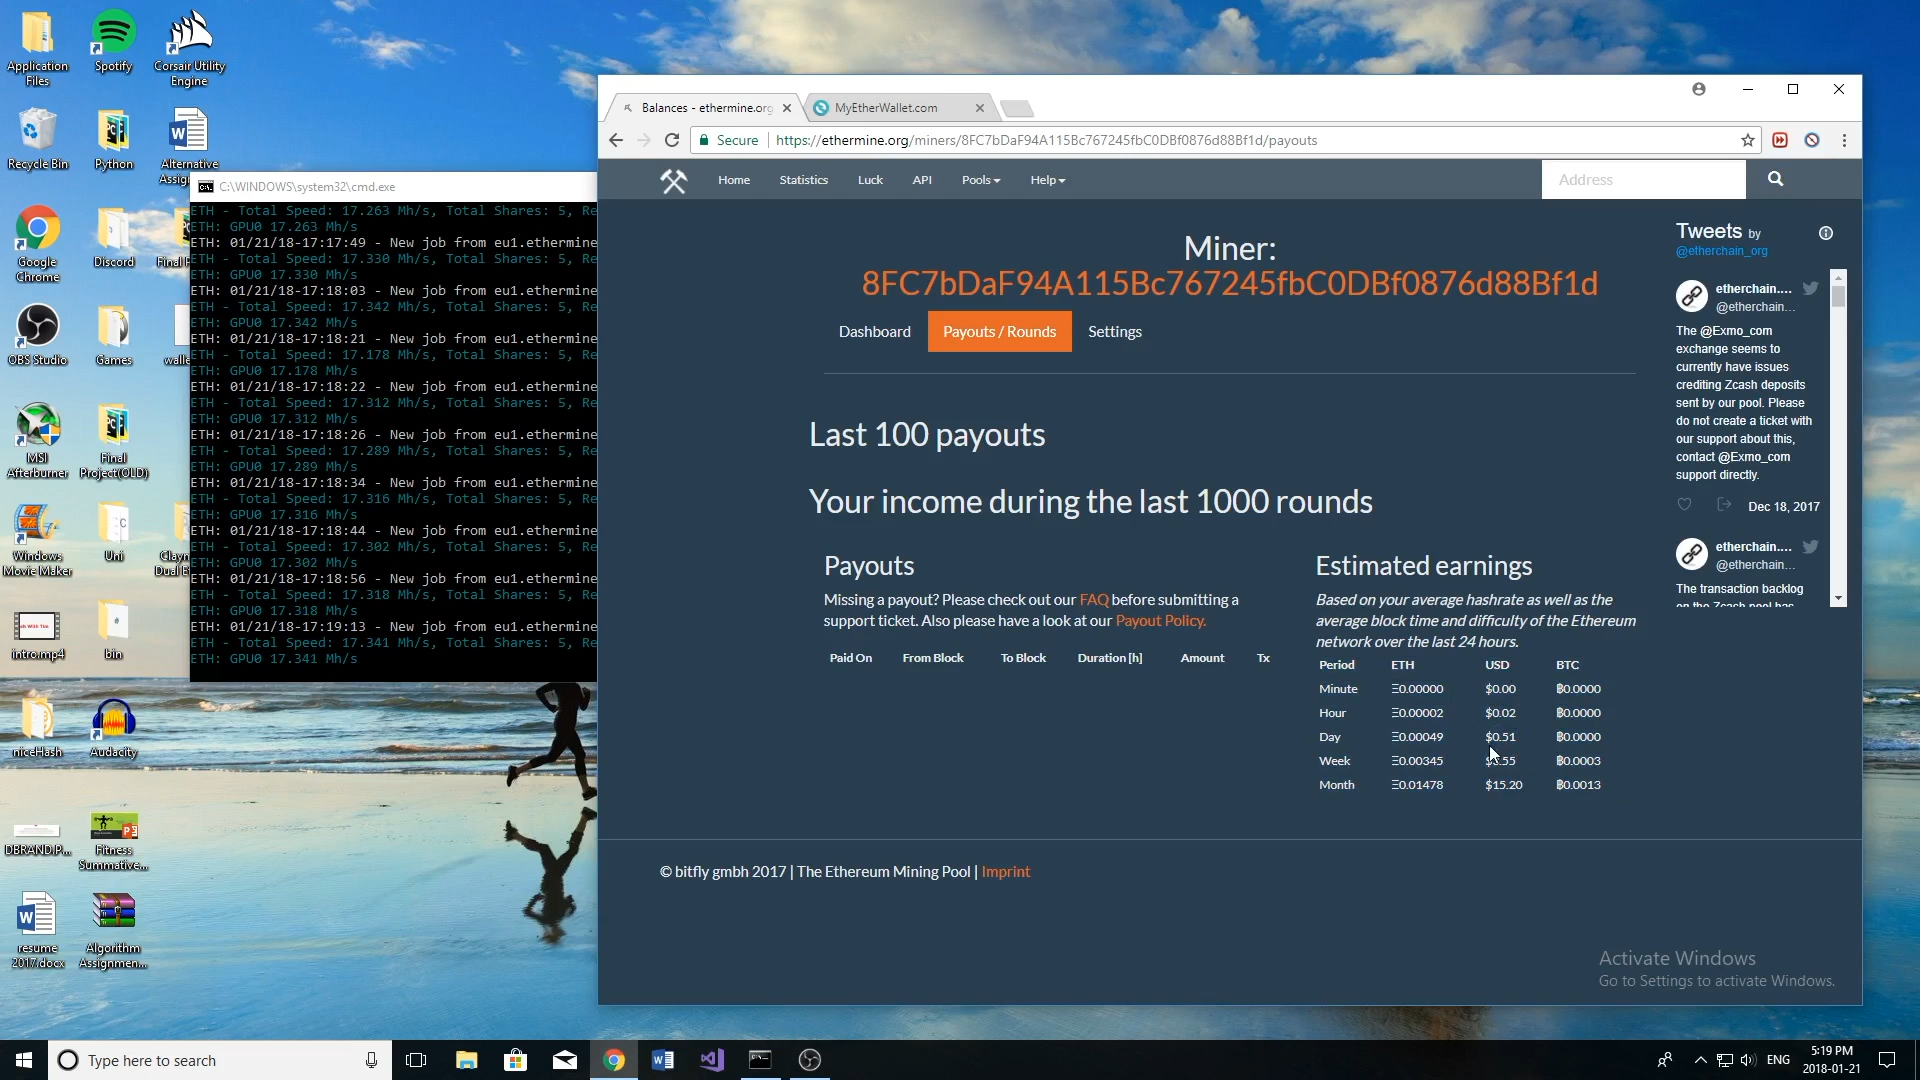 Application
Files
Spotify
Corsair Utility
Engine
Recycle Bin
Python
Alternative
Google
Chrome
Discord
OBS Studio
Games
MSI
Afterburner
Final
Project(OLD)
Windows
Movie Maker
Uni
intro.mp4
bin
niceHash
Audacity
DBRAND.P...
Fitness
Summative...
resume
2017.docx
Algorithm
Assignmen...
C:\WINDOWS\system32\cmd.exe
ETH - Total Speed: 17.263 Mh/s, Total Shares: 5, Re
ETH: GPU0 17.263 Mh/s
ETH: 01/21/18-17:17:49 - New job from eu1.ethermine
ETH - Total Speed: 17.330 Mh/s, Total Shares: 5, Re
ETH: GPU0 17.330 Mh/s
ETH: 01/21/18-17:18:03 - New job from eu1.ethermine
ETH - Total Speed: 17.342 Mh/s, Total Shares: 5, Re
ETH: GPU0 17.342 Mh/s
ETH: 01/21/18-17:18:21 - New job from eu1.ethermine
ETH - Total Speed: 17.178 Mh/s, Total Shares: 5, Re
ETH: GPU0 17.178 Mh/s
ETH: 01/21/18-17:18:22 - New job from eu1.ethermine
ETH - Total Speed: 17.312 Mh/s, Total Shares: 5, Re
ETH: GPU0 17.312 Mh/s
ETH: 01/21/18-17:18:26 - New job from eu1.ethermine
ETH - Total Speed: 17.289 Mh/s, Total Shares: 5, Re
ETH: GPU0 17.289 Mh/s
ETH: 01/21/18-17:18:34 - New job from eu1.ethermine
ETH - Total Speed: 17.316 Mh/s, Total Shares: 5, Re
ETH: GPU0 17.316 Mh/s
ETH: 01/21/18-17:18:44 - New job from eu1.ethermine
ETH - Total Speed: 17.302 Mh/s, Total Shares: 5, Re
ETH: GPU0 17.302 Mh/s
ETH: 01/21/18-17:18:56 - New job from eu1.ethermine
ETH - Total Speed: 17.318 Mh/s, Total Shares: 5, Re
ETH: GPU0 17.318 Mh/s
ETH: 01/21/18-17:19:13 - New job from eu1.ethermine
ETH - Total Speed: 17.341 Mh/s, Total Shares: 5, Re
ETH: GPU0 17.341 Mh/s
Balances - ethermine.org
MyEtherWallet.com
Secure https://ethermine.org/miners/8FC7bDaF94A115Bc767245fbC0DBf0876d88Bf1d/payouts
Home Statistics Luck API Pools Help Address
Miner:
8FC7bDaF94A115Bc767245fbC0DBf0876d88Bf1d
Dashboard Payouts / Rounds Settings
Last 100 payouts
Your income during the last 1000 rounds
Payouts
Missing a payout? Please check out our FAQ before submitting a
support ticket. Also please have a look at our Payout Policy.
Paid On From Block To Block Duration [h] Amount Tx
Estimated earnings
Based on your average hashrate as well as the
average block time and difficulty of the Ethereum
network over the last 24 hours.
Period ETH USD BTC
Minute Ξ0.00000 $0.00 ฿0.0000
Hour Ξ0.00002 $0.02 ฿0.0000
Day Ξ0.00049 $0.51 ฿0.0000
Week Ξ0.00345 ฿0.0003
Month Ξ0.01478 $15.20 ฿0.0013
Tweets by
@etherchain_org
etherchain....
@etherchain...
The @Exmo_com
exchange seems to
currently have issues
crediting Zcash deposits
sent by our pool. Please
do not create a ticket with
our support about this,
contact @Exmo_com
support directly.
Dec 18, 2017
etherchain....
@etherchain...
The transaction backlog
on the Zcash pool has
© bitfly gmbh 2017 | The Ethereum Mining Pool | Imprint
Activate Windows
Go to Settings to activate Windows.
Type here to search
ENG
5:19 PM
2018-01-21